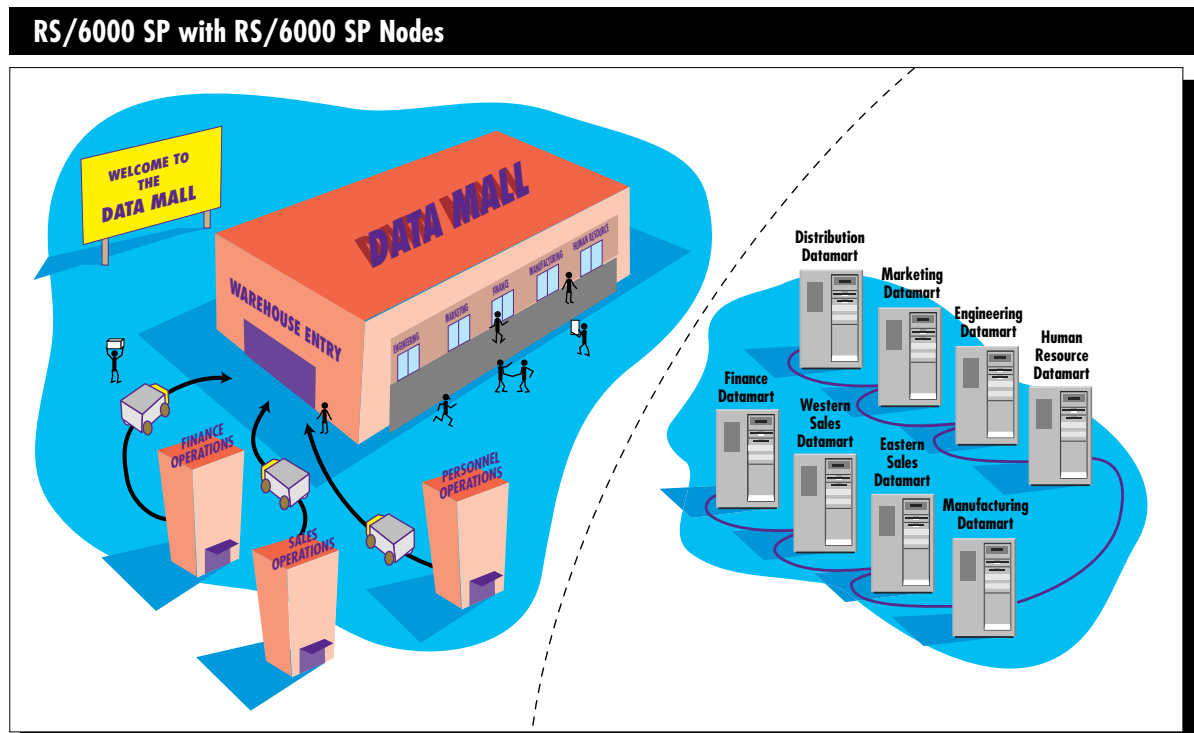 RS/6000 SP with RS/6000 SP Nodes
WELCOME TO
THE
DATA MALL
DATA MALL
WAREHOUSE ENTRY
ENGINEERING
MARKETING
FINANCE
MANUFACTURING
HUMAN RESOURCE
FINANCE
OPERATIONS
SALES
OPERATIONS
PERSONNEL
OPERATIONS
Distribution
Datamart
Marketing
Datamart
Engineering
Datamart
Human
Resource
Datamart
Finance
Datamart
Western
Sales
Datamart
Eastern
Sales
Datamart
Manufacturing
Datamart